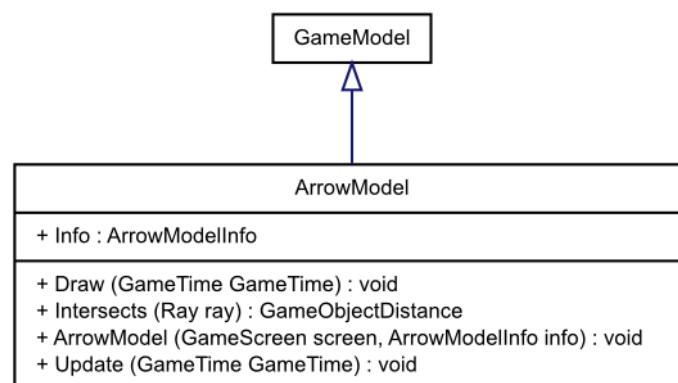 GameModel
ArrowModel
+ Info : ArrowModelInfo
+ Draw (GameTime GameTime) : void
+ Intersects (Ray ray) : GameObjectDistance
+ ArrowModel (GameScreen screen, ArrowModelInfo info) : void
+ Update (GameTime GameTime) : void